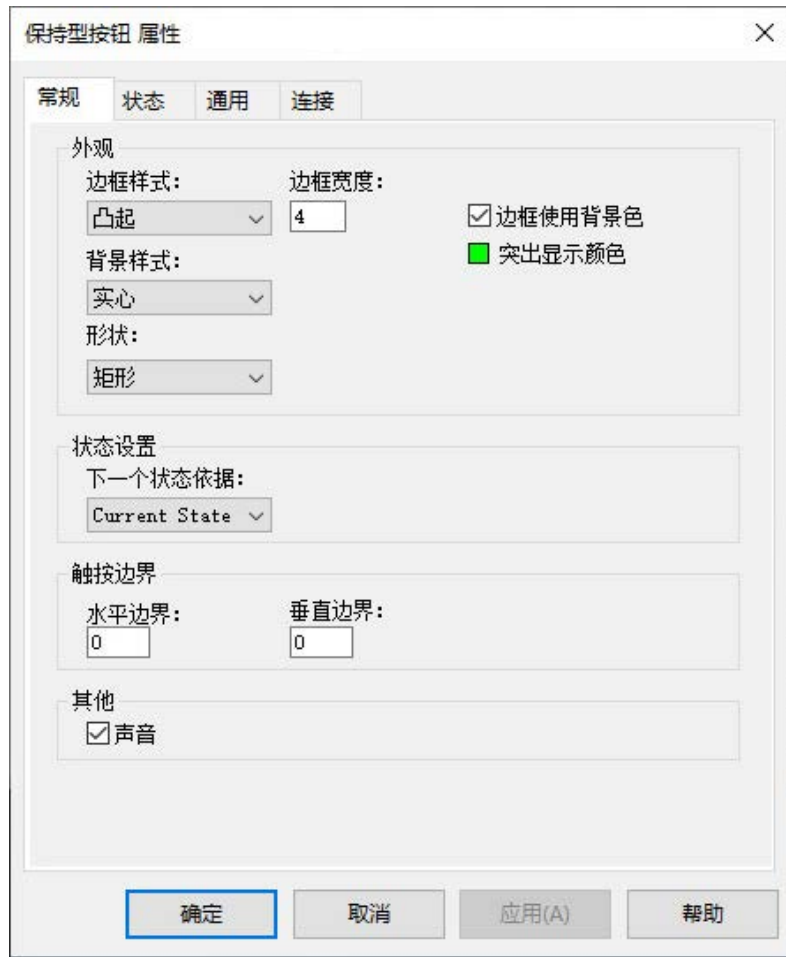 保持型按钮 属性
常规 状态 通用 连接
外观
边框样式: 边框宽度:
凸起 4 边框使用背景色
背景样式: 突出显示颜色
实心
形状:
矩形
状态设置
下一个状态依据:
Current State
触按边界
水平边界: 垂直边界:
0 0
其他
声音
确定 取消 应用(A) 帮助